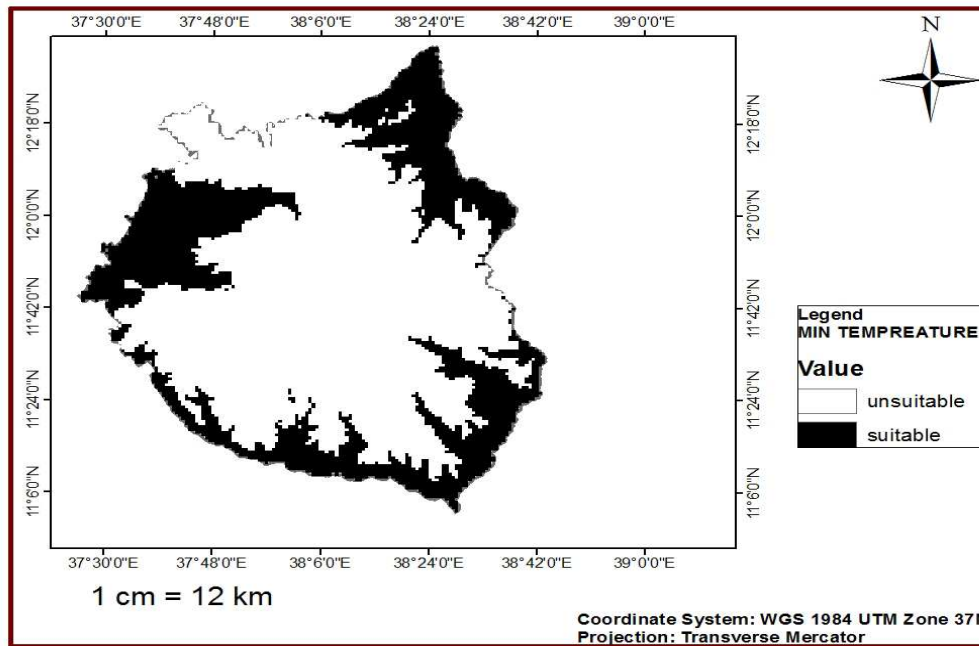 37°30'0"E 37°48'0"E 38°6'0"E 38°24'0"E 38°42'0"E 39°0'0"E
N
12°18'0"N 12°18'0"N
12°0'0"N 12°0'0"N
11°42'0"N 11°42'0"N
Legend
MIN TEMPREATURE
Value
unsuitable
suitable
11°24'0"N 11°24'0"N
11°6'0"N 11°6'0"N
37°30'0"E 37°48'0"E 38°6'0"E 38°24'0"E 38°42'0"E 39°0'0"E
1 cm = 12 km
Coordinate System: WGS 1984 UTM Zone 37
Projection: Transverse Mercator